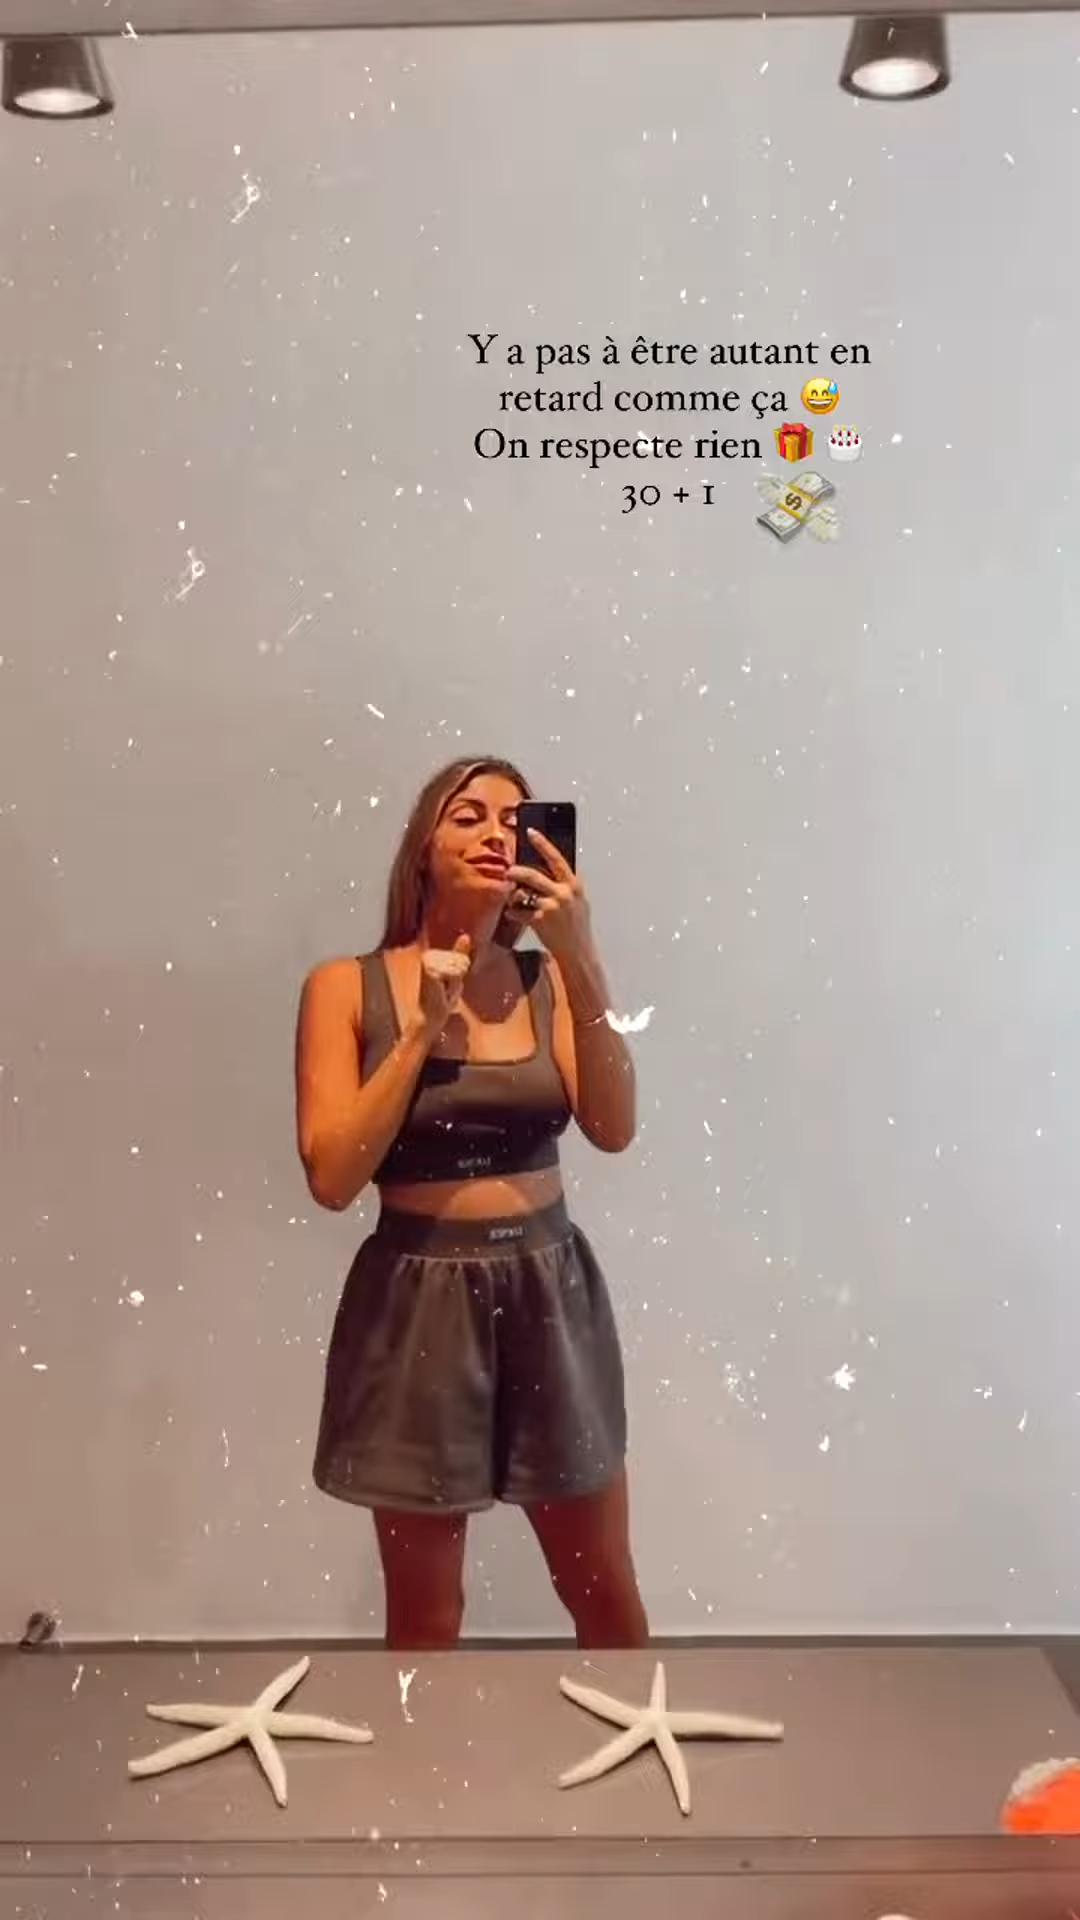 Y a pas à être autant en
retard comme ça 😅
On respecte rien 🎁 🎂
30 + 1 💸